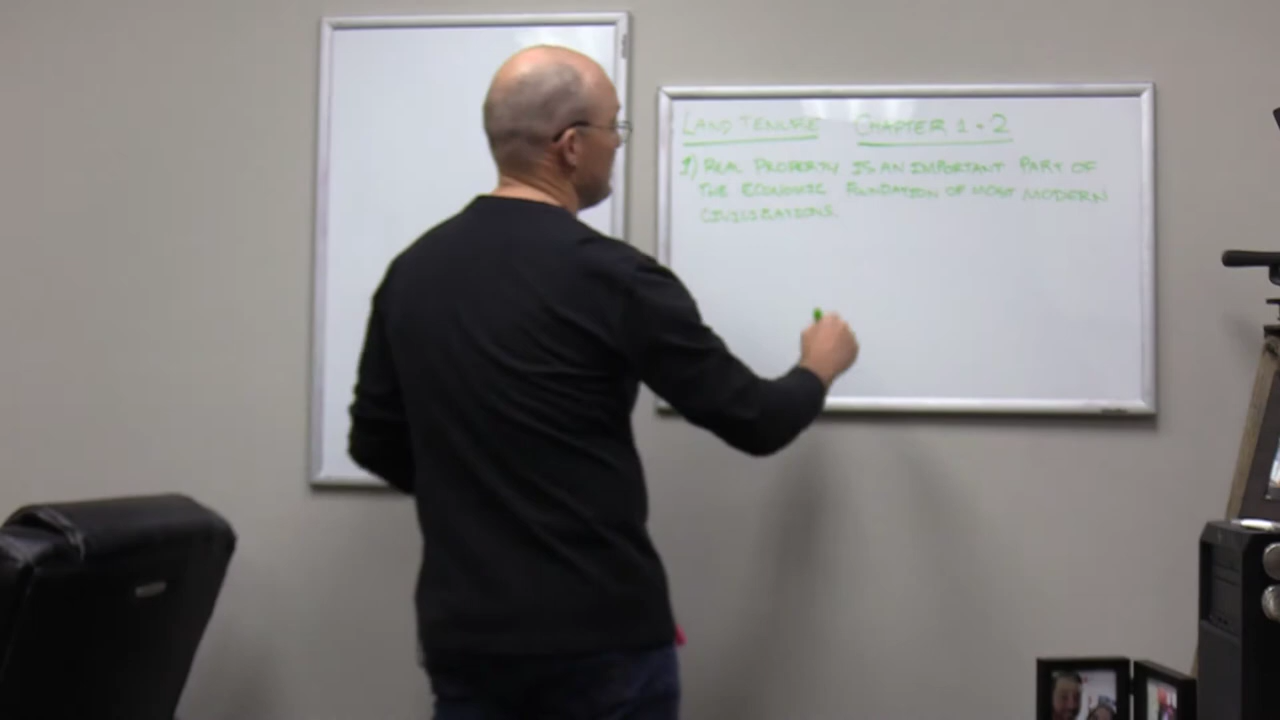 LAND TENURE CHAPTER 1 + 2
1) REAL PROPERTY IS AN IMPORTANT PART OF
THE ECONOMIC FUNDATION OF MOST MODERN
CIVILIZATIONS.